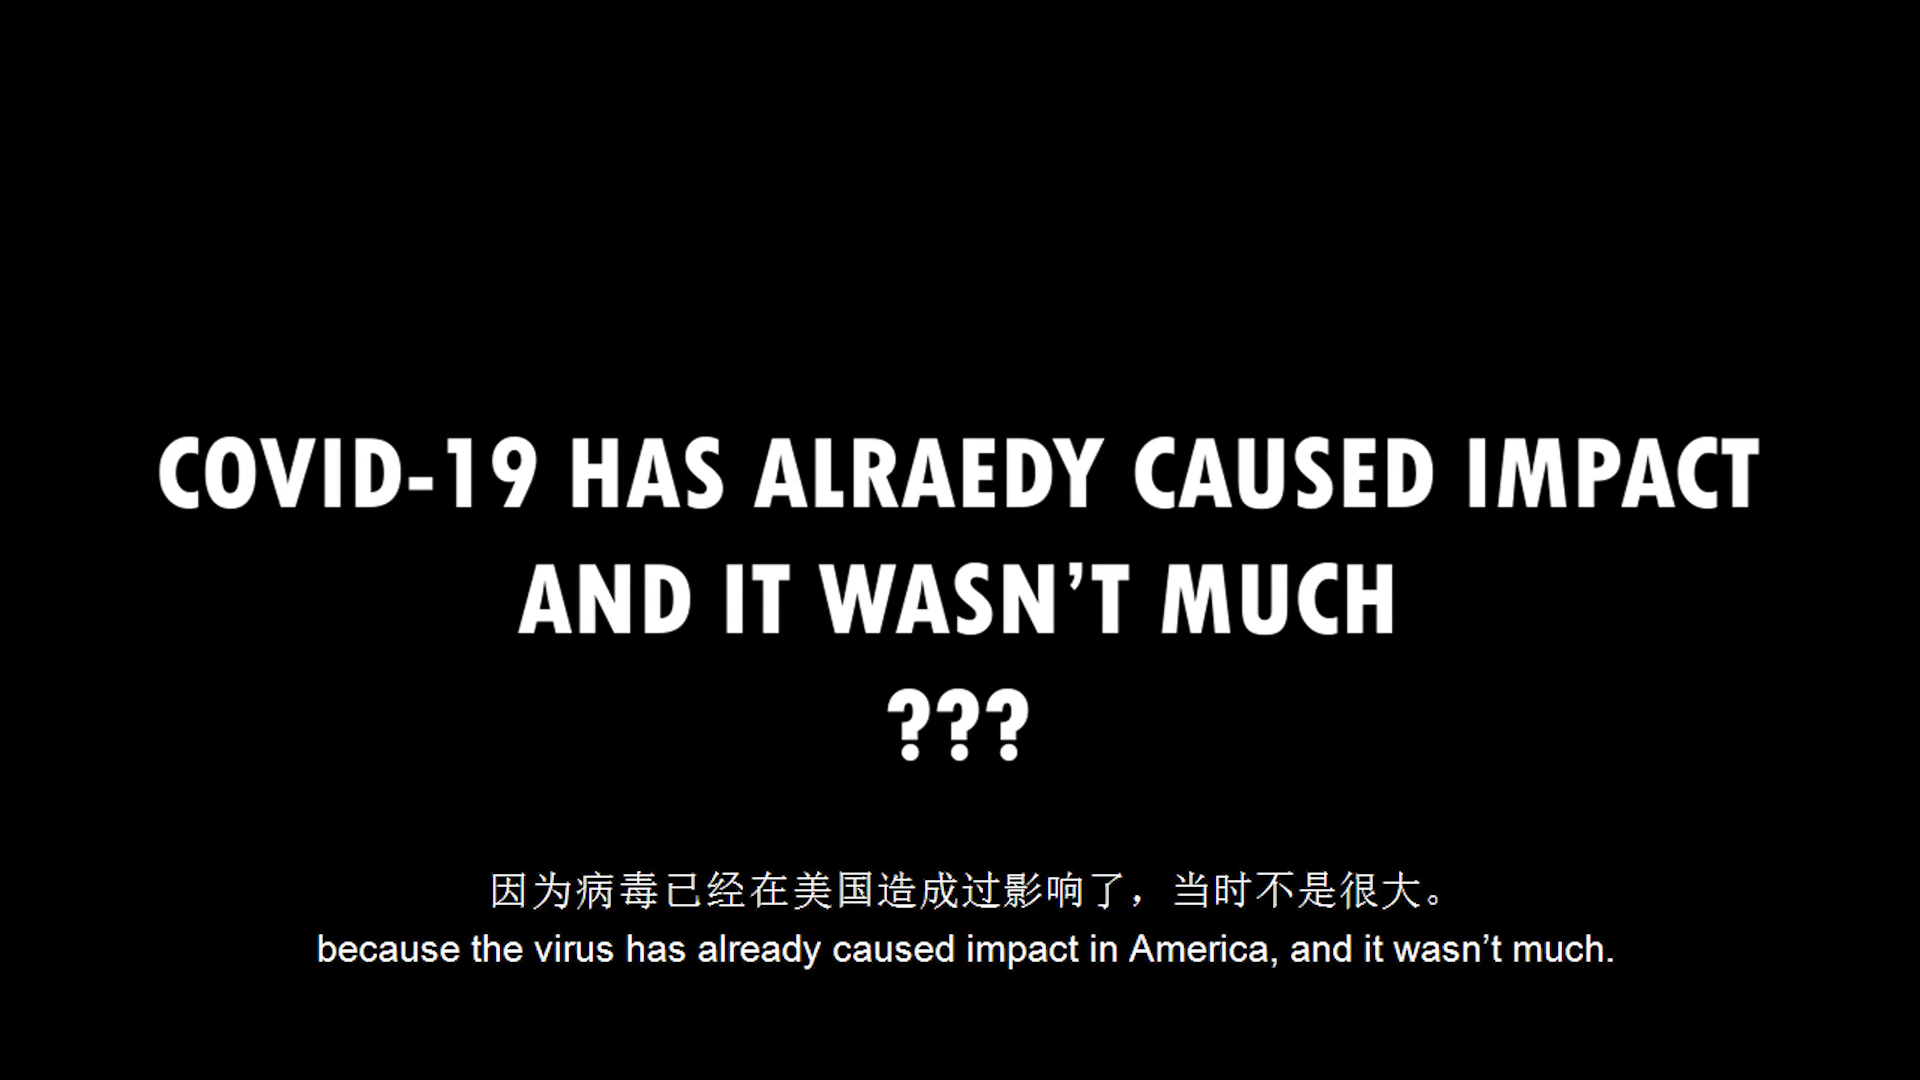 COVID-19 HAS ALRAEDY CAUSED IMPACT
AND IT WASN’T MUCH
???
因为病毒已经在美国造成过影响了，当时不是很大。
because the virus has already caused impact in America, and it wasn’t much.